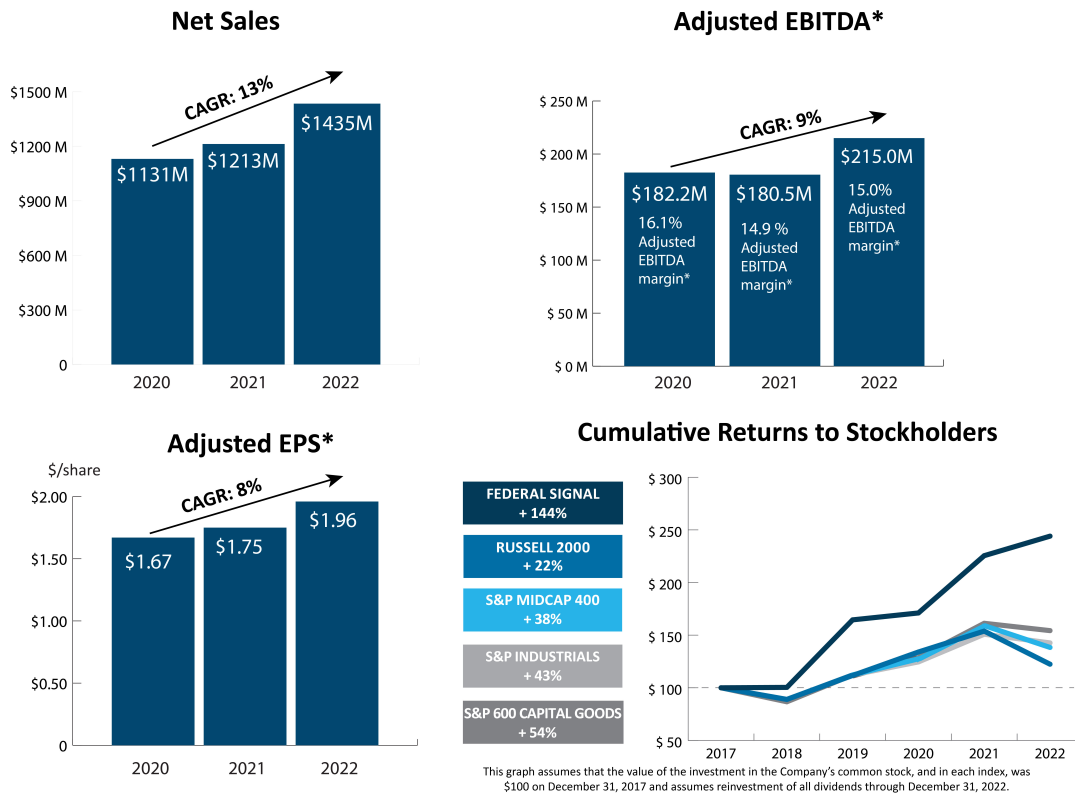 Net Sales
$1500 M
$1200 M
$900 M
$600 M
$300 M
0
CAGR: 13%
$1131M
$1213M
$1435M
2020
2021
2022
Adjusted EBITDA*
$ 250 M
$ 200 M
$ 150 M
$ 100 M
$ 50 M
$ 0 M
CAGR: 9%
$182.2M
16.1%
Adjusted
EBITDA
margin*
$180.5M
14.9 %
Adjusted
EBITDA
margin*
$215.0M
15.0%
Adjusted
EBITDA
margin*
2020
2021
2022
Adjusted EPS*
$/share
$2.00
$1.50
$1.00
$0.50
0
CAGR: 8%
$1.67
$1.75
$1.96
2020
2021
2022
Cumulative Returns to Stockholders
FEDERAL SIGNAL
+ 144%
RUSSELL 2000
+ 22%
S&P MIDCAP 400
+ 38%
S&P INDUSTRIALS
+ 43%
S&P 600 CAPITAL GOODS
+ 54%
$ 300
$ 250
$ 200
$ 150
$ 100
$ 50
2017
2018
2019
2020
2021
2022
This graph assumes that the value of the investment in the Company's common stock, and in each index, was
$100 on December 31, 2017 and assumes reinvestment of all dividends through December 31, 2022.